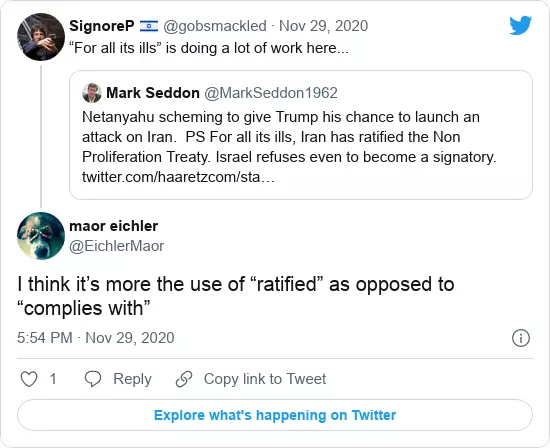 SignoreP 🇮🇱 @gobsmackled · Nov 29, 2020
“For all its ills” is doing a lot of work here...
Mark Seddon @MarkSeddon1962
Netanyahu scheming to give Trump his chance to launch an
attack on Iran.  PS For all its ills, Iran has ratified the Non
Proliferation Treaty. Israel refuses even to become a signatory.
twitter.com/haaretzcom/sta…
maor eichler
@EichlerMaor
I think it’s more the use of “ratified” as opposed to
“complies with”
5:54 PM · Nov 29, 2020
1 Reply Copy link to Tweet
Explore what's happening on Twitter